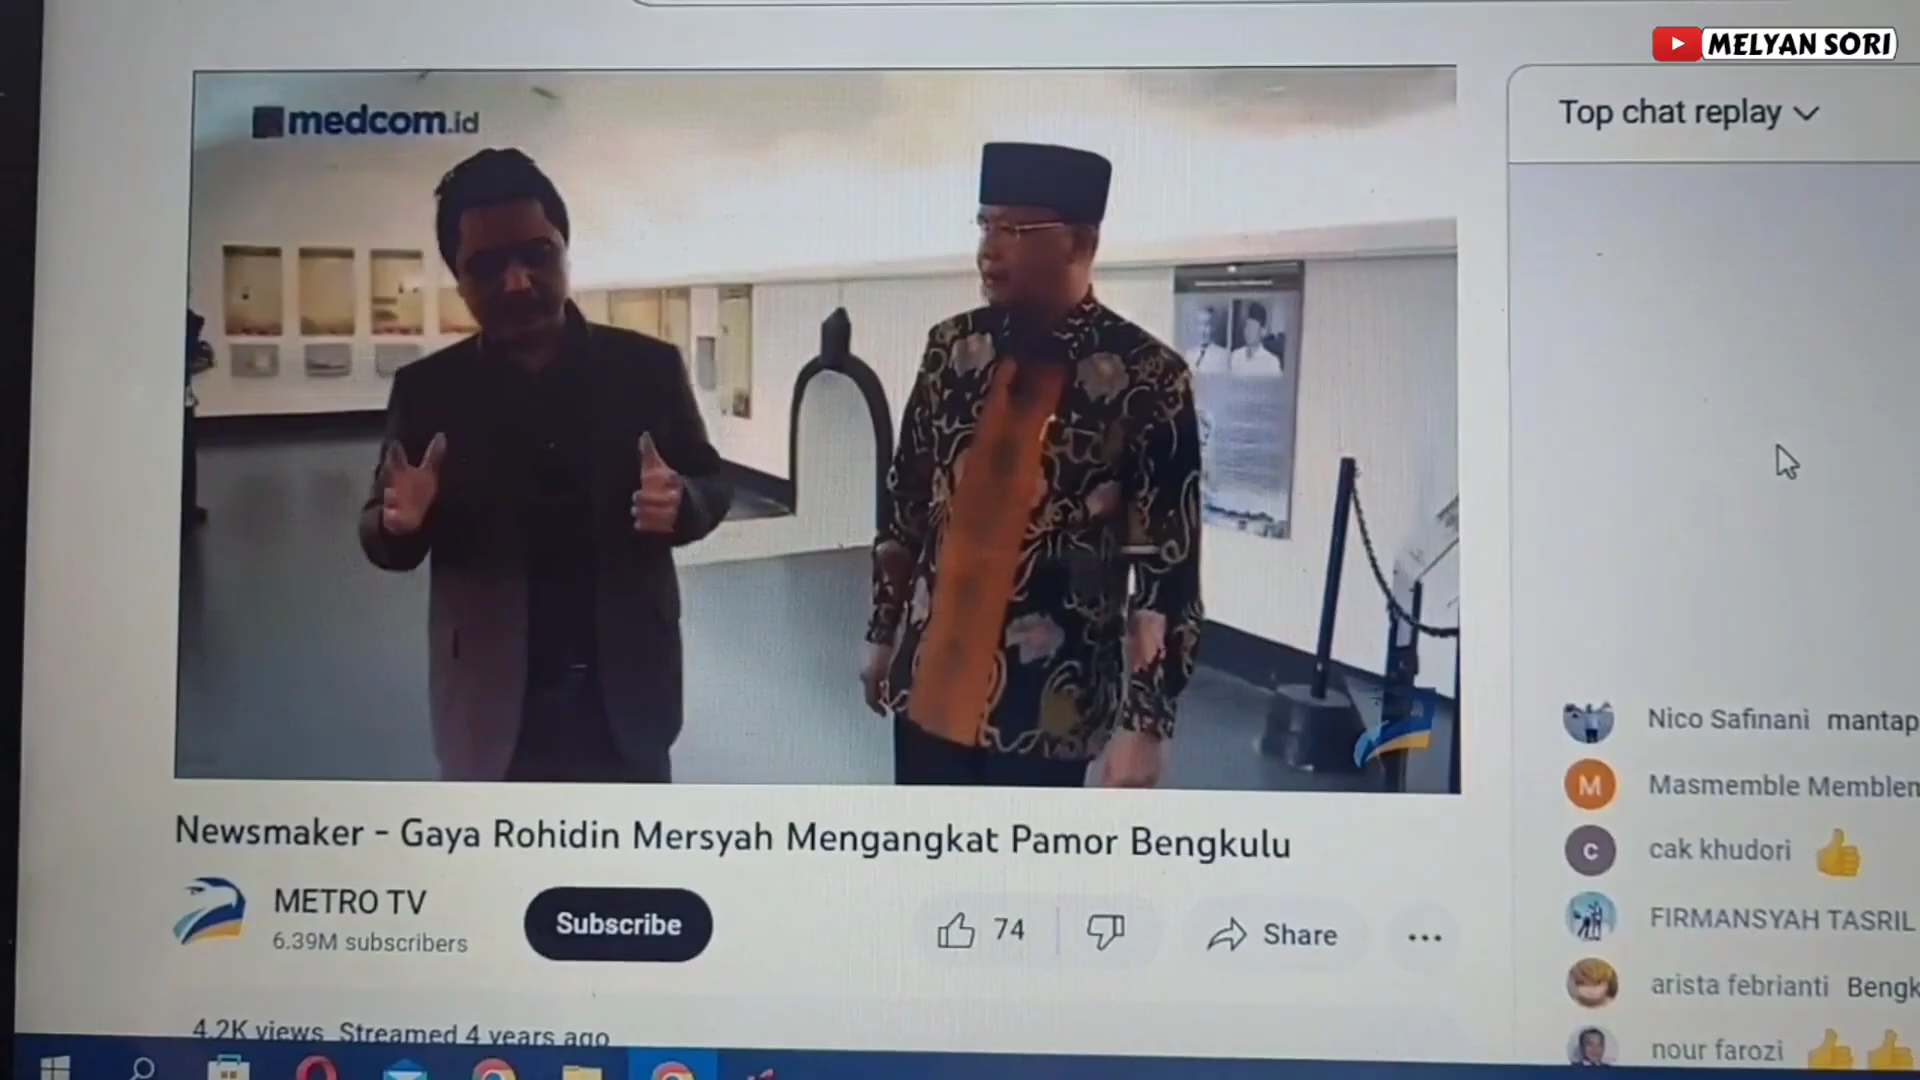 MELYAN SORI
medcom.id
Top chat replay
Newsmaker - Gaya Rohidin Mersyah Mengangkat Pamor Bengkulu
METRO TV
6.39M subscribers
Subscribe
74
Share
4.2K views Streamed 4 years ago
Nico Safinani mantap
M Masmemble Memblem
c cak khudori
FIRMANSYAH TASRIL
arista febrianti Bengk
nour farozi